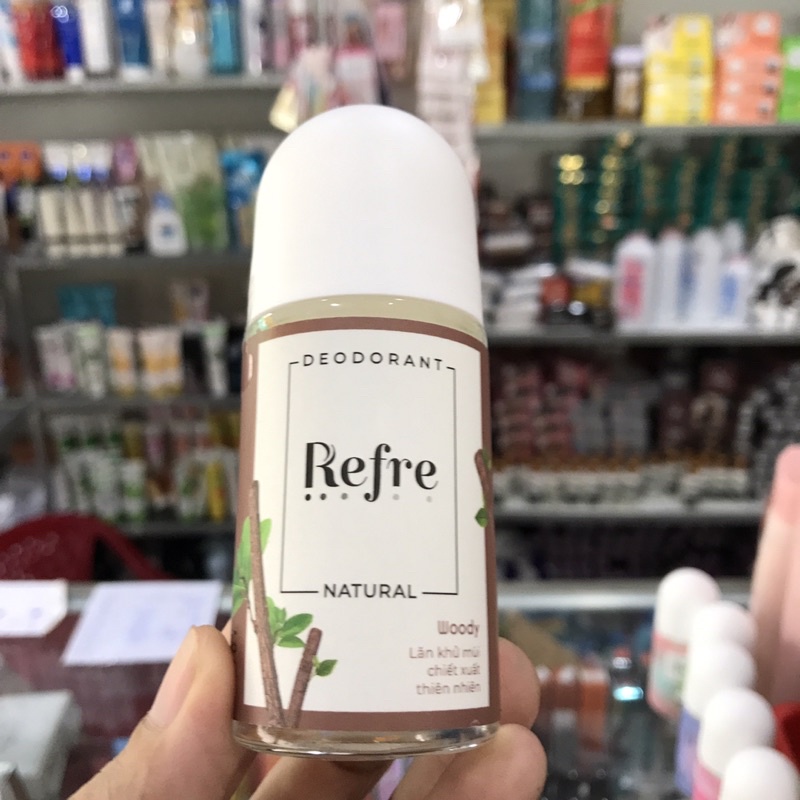 DEODORANT
Refre
NATURAL
Woody
Lăn khử mùi
chiết xuất
thiên nhiên